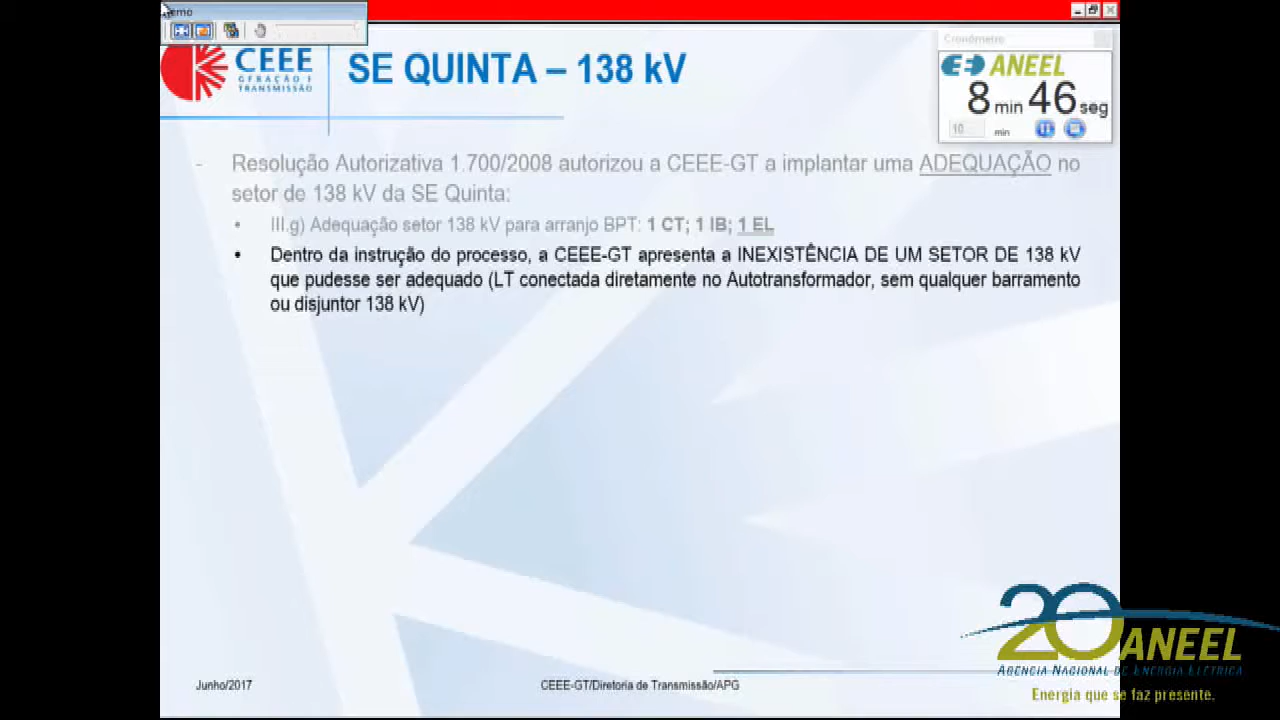 emo
CEEE
GERAÇÃO E
TRANSMISSÃO
SE QUINTA – 138 kV
Cronômetro
ANEEL
8 min 46 seg
10 min
- Resolução Autorizativa 1.700/2008 autorizou a CEEE-GT a implantar uma ADEQUAÇÃO no
setor de 138 kV da SE Quinta:
• III.g) Adequação setor 138 kV para arranjo BPT: 1 CT; 1 IB; 1 EL
• Dentro da instrução do processo, a CEEE-GT apresenta a INEXISTÊNCIA DE UM SETOR DE 138 kV
que pudesse ser adequado (LT conectada diretamente no Autotransformador, sem qualquer barramento
ou disjuntor 138 kV)
Junho/2017
CEEE-GT/Diretoria de Transmissão/APG
20 ANEEL
AGÊNCIA NACIONAL DE ENERGIA ELÉTRICA
Energia que se faz presente.